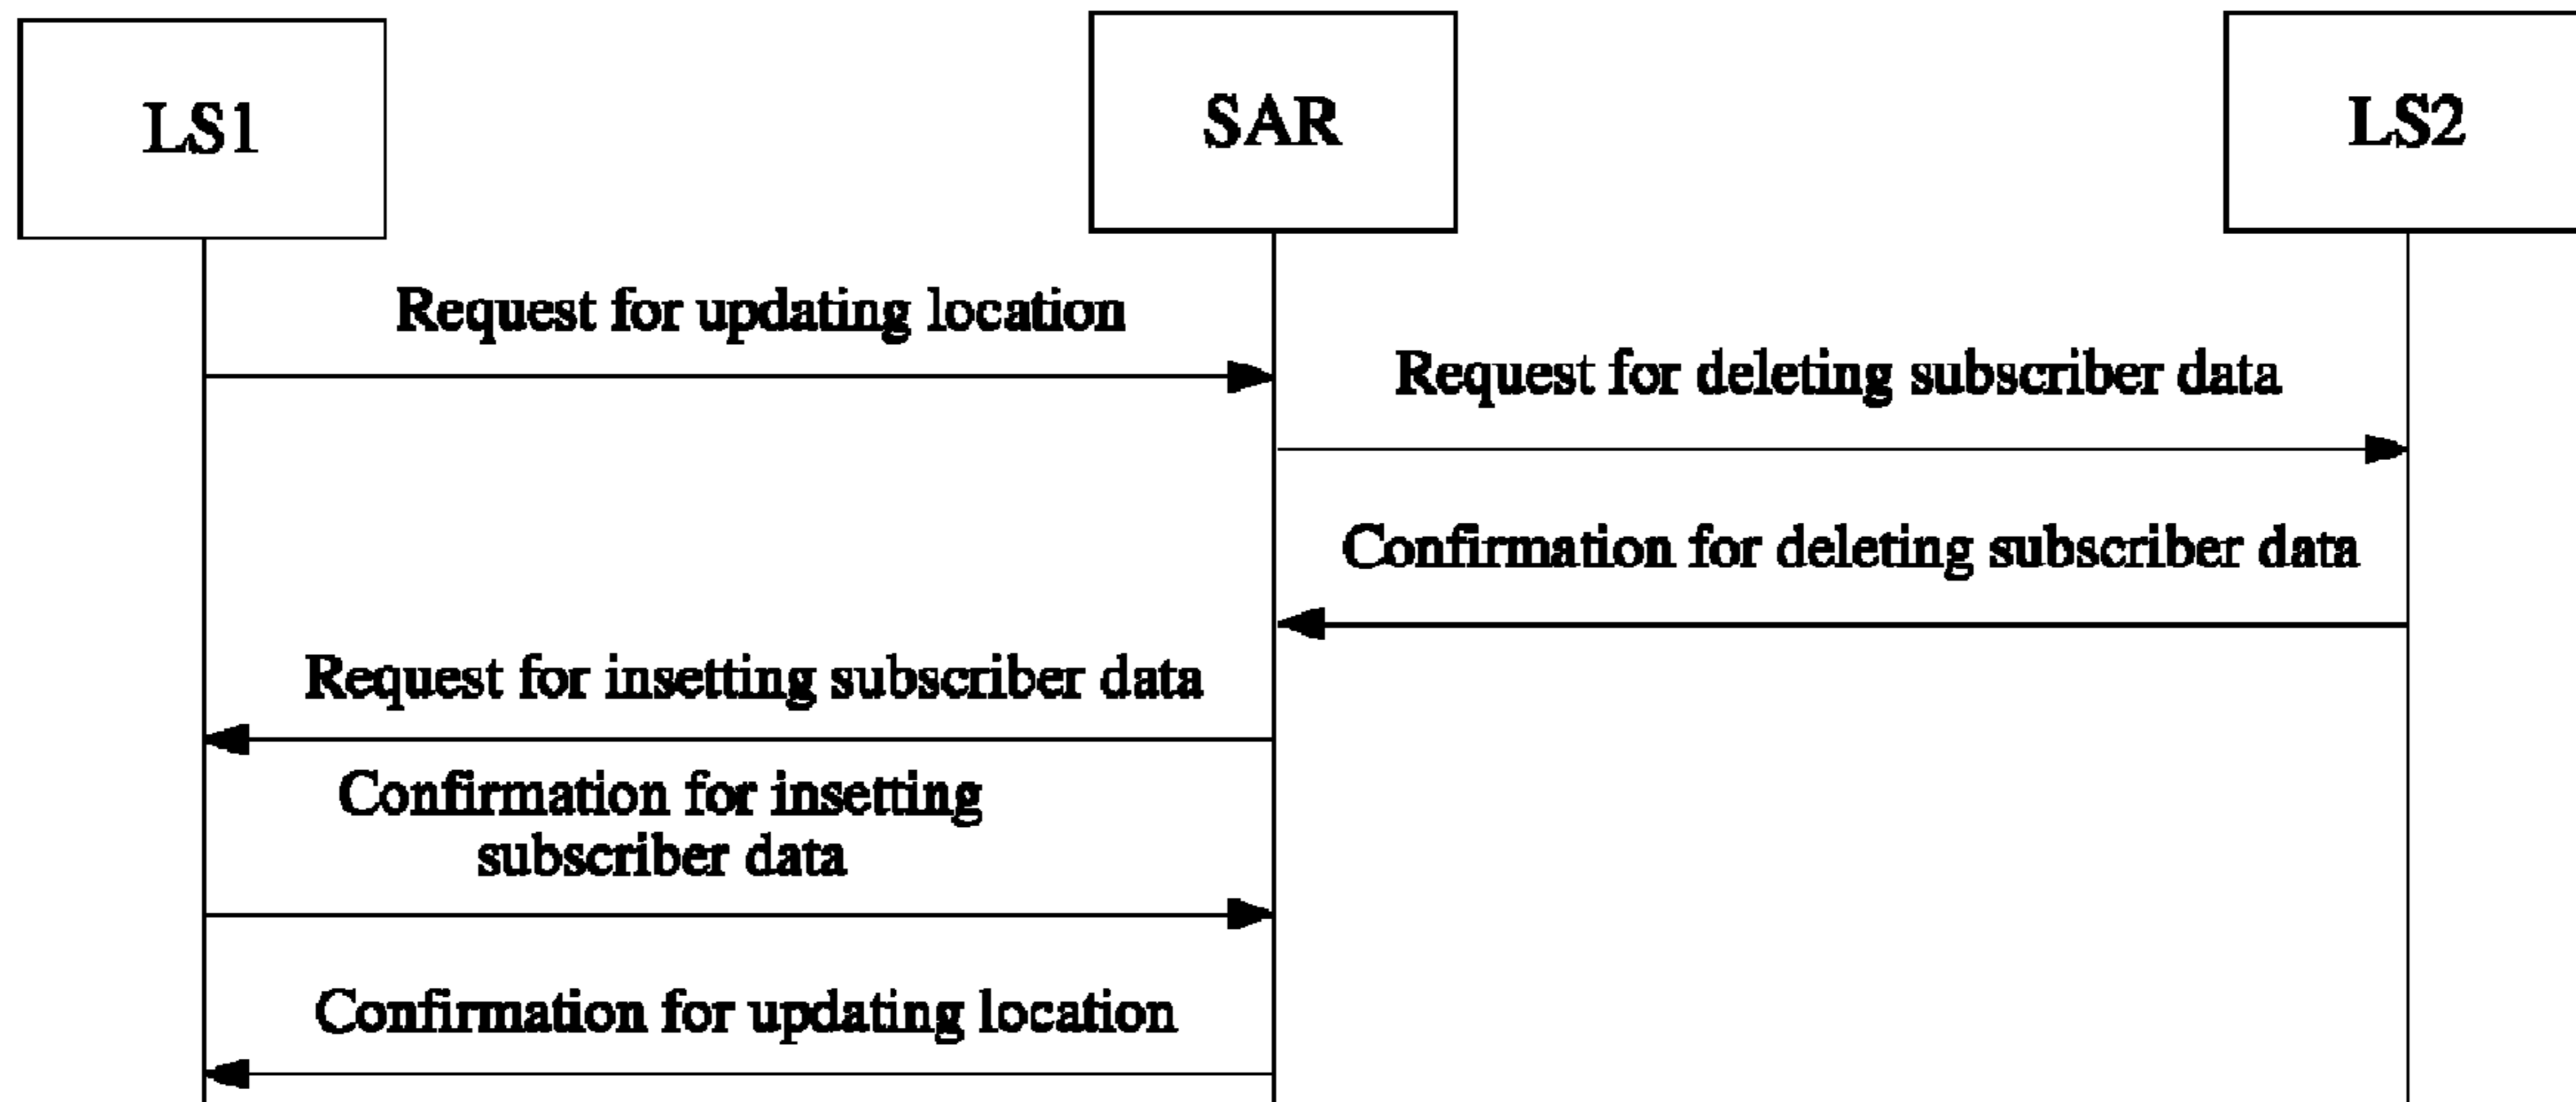 LS1
SAR
LS2
Request for updating location
Request for deleting subscriber data
Confirmation for deleting subscriber data
Request for insetting subscriber data
Confirmation for insetting
subscriber data
Confirmation for updating location